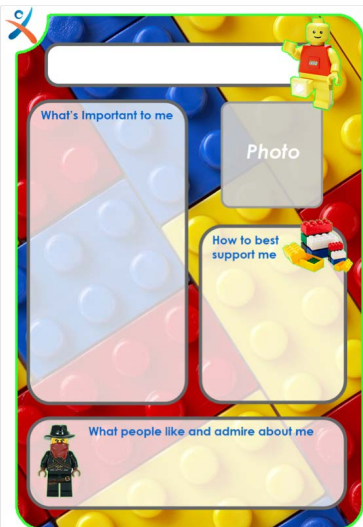 What's Important to me
Photo
How to best
support me
What people like and admire about me